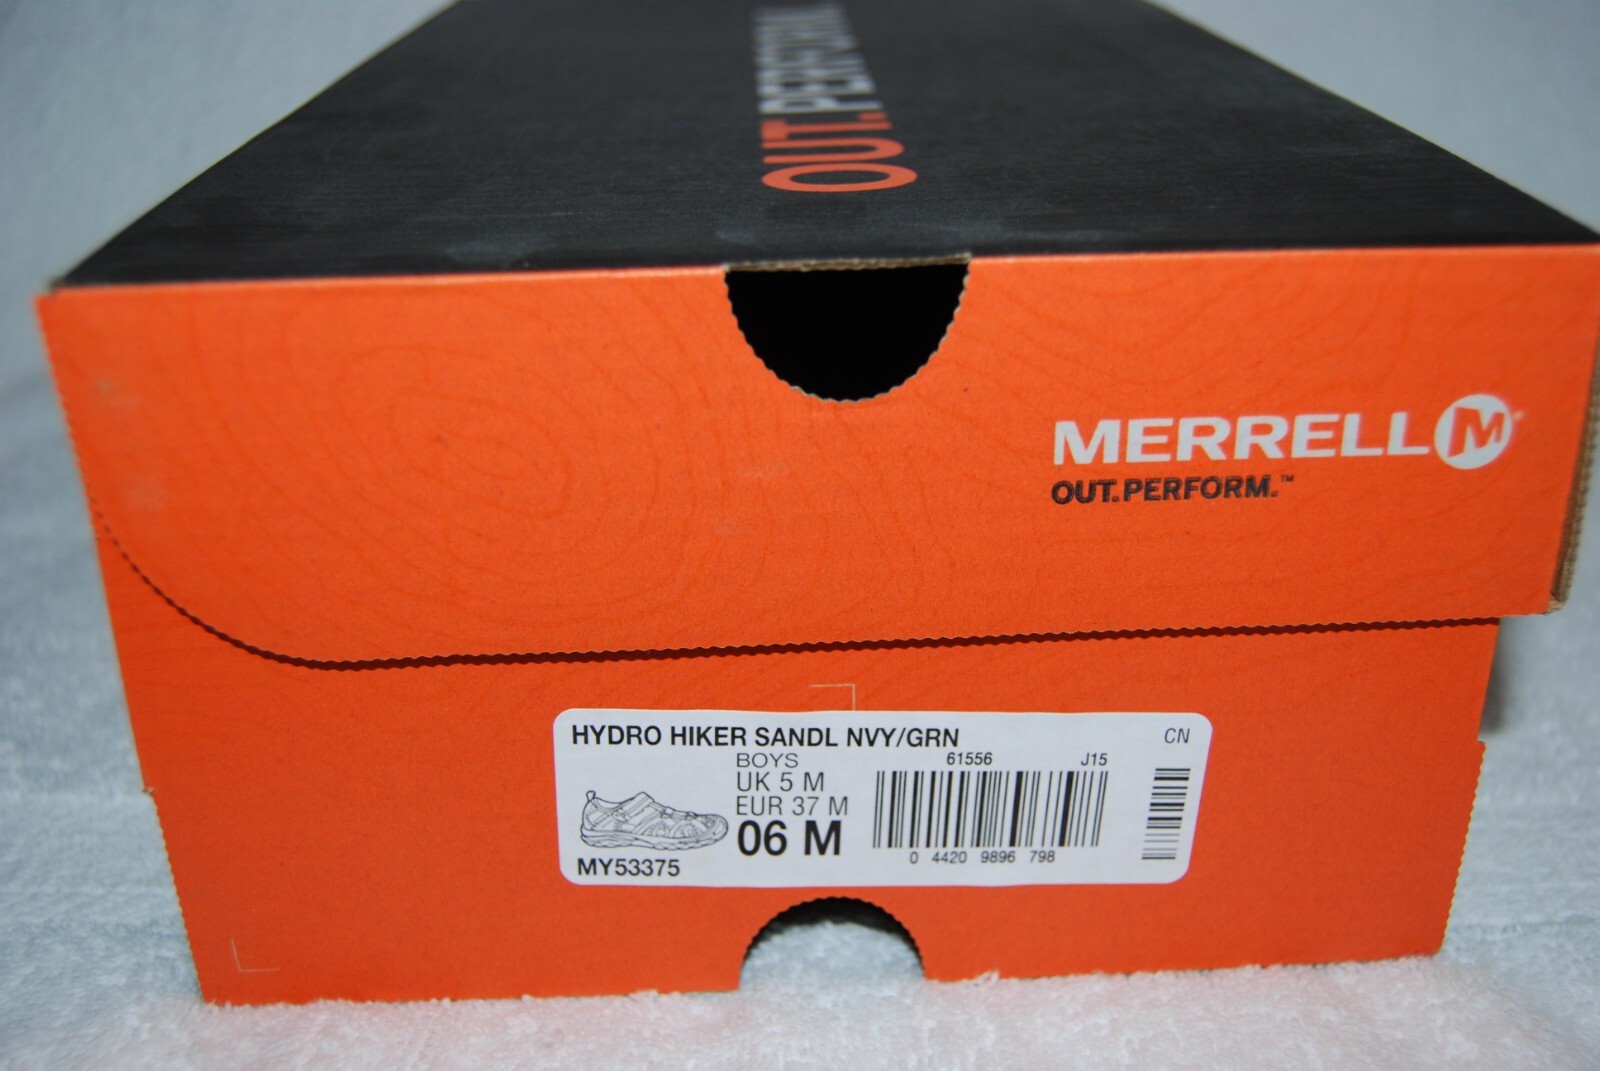 OUT.PERFORM.
MERRELL M
OUT.PERFORM.™
HYDRO HIKER SANDL NVY/GRN CN
BOYS 61556 J15
UK 5 M
EUR 37 M
06 M
0 4420 9896 798
MY53375